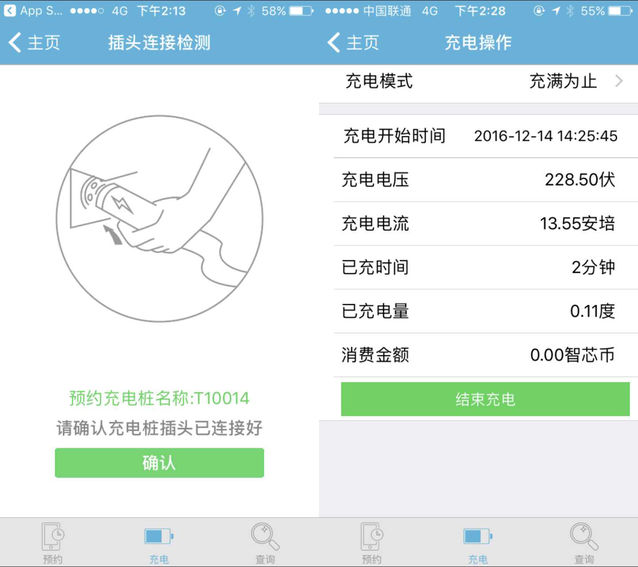 App S... 4G 下午2:13 58%
主页 插头连接检测
预约充电桩名称:T10014
请确认充电桩插头已连接好
确认
预约 充电 查询
中国联通 4G 下午2:28 55%
主页 充电操作
充电模式 充满为止
充电开始时间 2016-12-14 14:25:45
充电电压 228.50伏
充电电流 13.55安培
已充时间 2分钟
已充电量 0.11度
消费金额 0.00智芯币
结束充电
预约 充电 查询